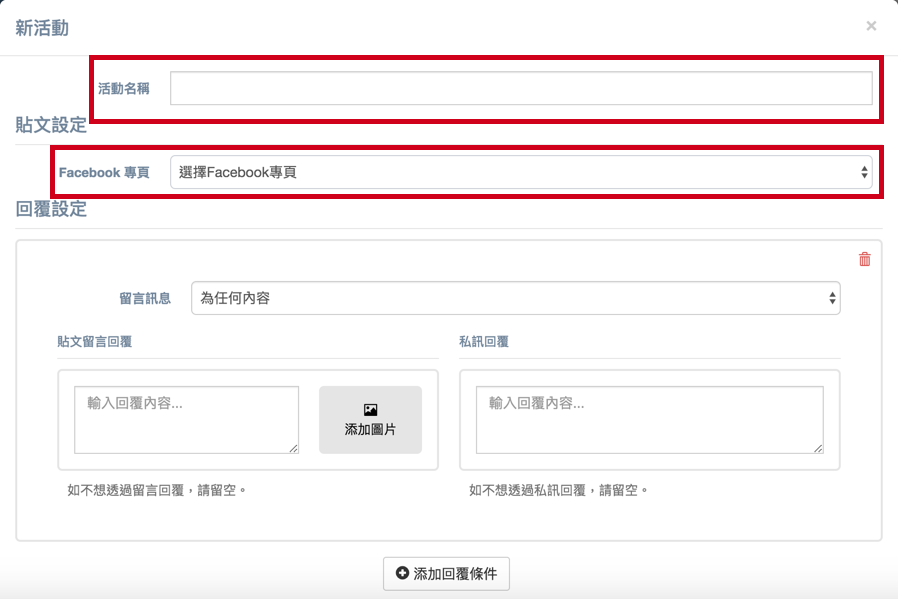 新活動
×
活動名稱
貼文設定
Facebook 專頁 選擇Facebook專頁
回覆設定
留言訊息 為任何內容
貼文留言回覆
輸入回覆內容...
添加圖片
如不想透過留言回覆，請留空。
私訊回覆
輸入回覆內容...
如不想透過私訊回覆，請留空。
添加回覆條件